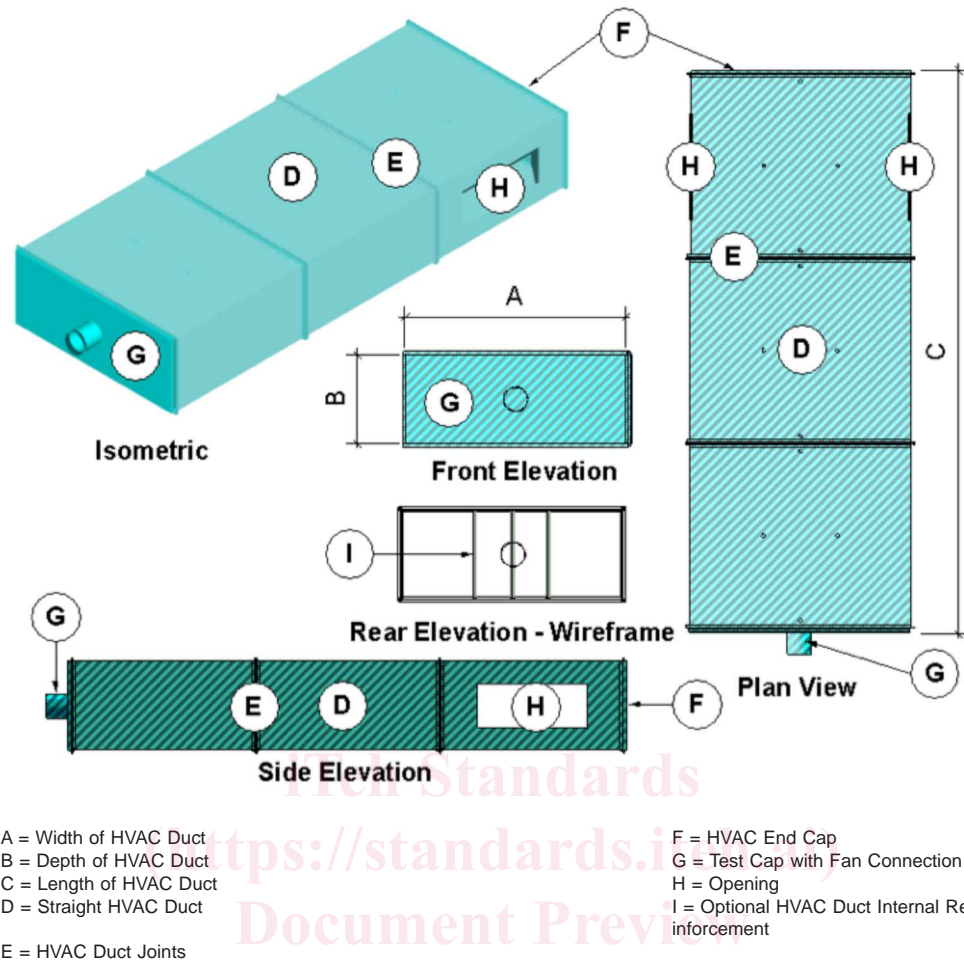 F
H
H
D
E
H
E
A
G
D
C
B
G
Isometric
Front Elevation
I
G
Rear Elevation - Wireframe
G
Plan View
E
D
H
F
Side Elevation
iTeh Standards
(https://standards.iteh.ai)
Document Preview
A = Width of HVAC Duct
B = Depth of HVAC Duct
C = Length of HVAC Duct
D = Straight HVAC Duct
E = HVAC Duct Joints
F = HVAC End Cap
G = Test Cap with Fan Connection
H = Opening
I = Optional HVAC Duct Internal Re
inforcement